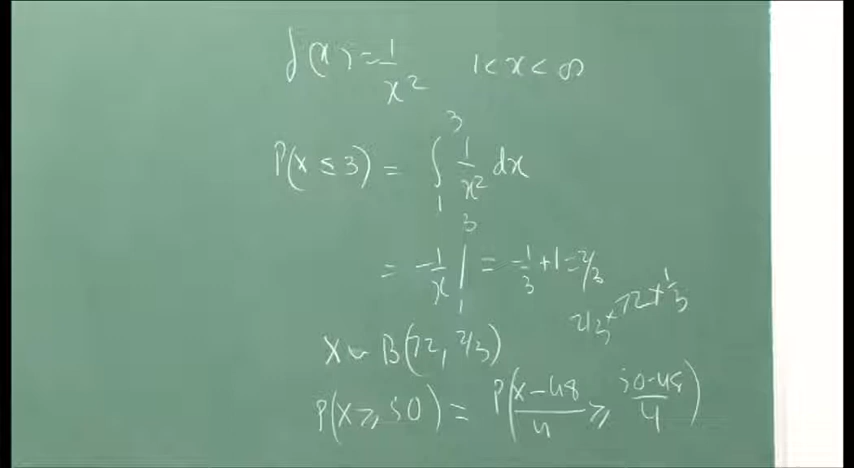 f(x) = 1/x² 1 < x < ∞
P(x ≤ 3) = ∫₁³ 1/x² dx
= -1/x |₁³ = -1/3 + 1 = 2/3
2/3 × 72 × 1/3
X ~ B(72, 2/3)
P(X ≥ 50) = P((X-48)/4 ≥ (50-48)/4)